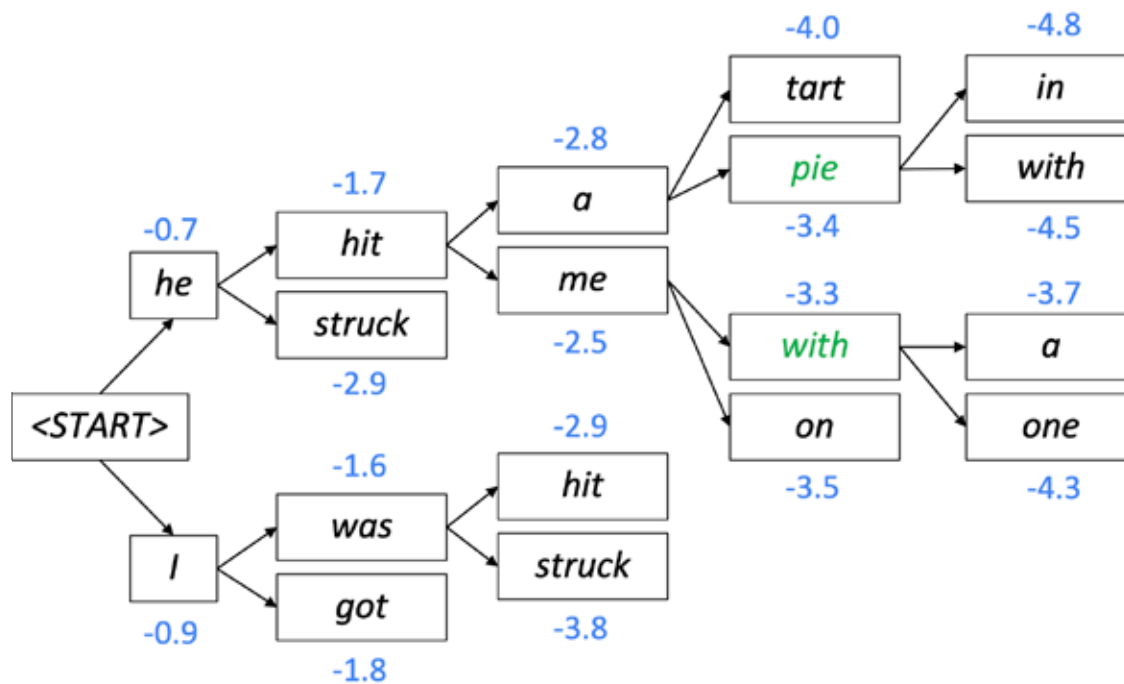 -4.0
-4.8
tart
in
-2.8
-1.7
a
pie
with
-0.7
hit
-3.4
-4.5
he
me
-3.3
-3.7
struck
-2.5
with
a
-2.9
<START>
-2.9
on
one
-1.6
hit
-3.5
-4.3
was
I
struck
got
-0.9
-3.8
-1.8